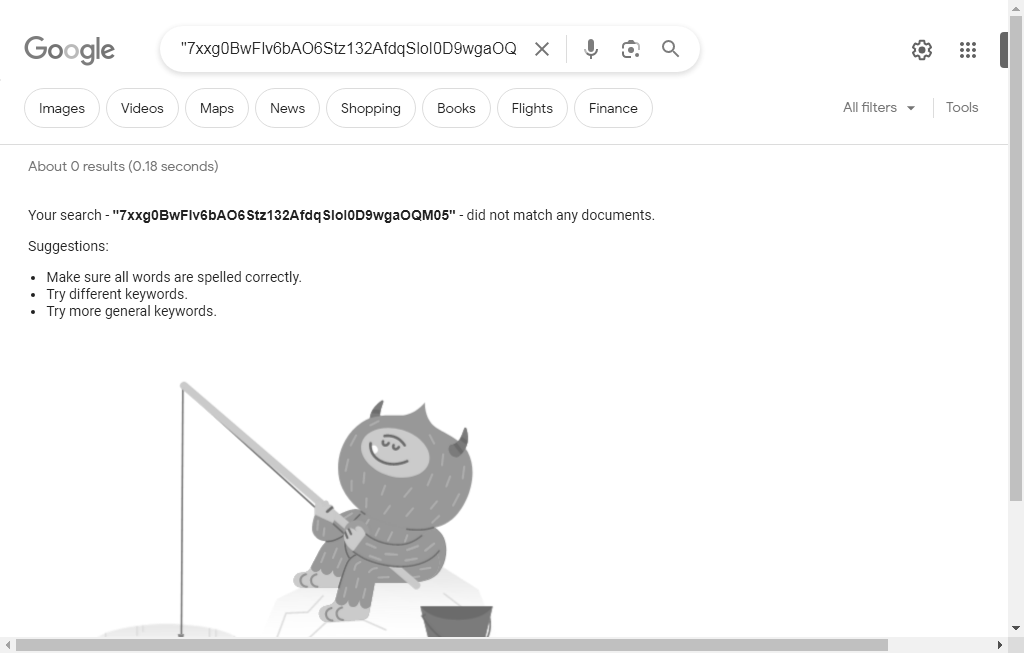 Google
"7xxg0BwFlv6bAO6Stz132AfdqSlol0D9wgaOQ
Images Videos Maps News Shopping Books Flights Finance All filters Tools
About 0 results (0.18 seconds)
Your search - "7xxg0BwFlv6bAO6Stz132AfdqSlol0D9wgaOQM05" - did not match any documents.
Suggestions:
Make sure all words are spelled correctly.
Try different keywords.
Try more general keywords.